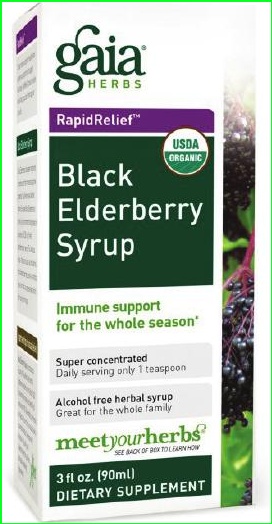 gaia®
HERBS
RapidRelief™
USDA
ORGANIC
Black
Elderberry
Syrup
Immune support
for the whole season*
Super concentrated
Daily serving only 1 teaspoon
Alcohol free herbal syrup
Great for the whole family
meetyourherbs®
SEE BACK OF BOX TO LEARN HOW
3 fl oz. (90ml)
DIETARY SUPPLEMENT